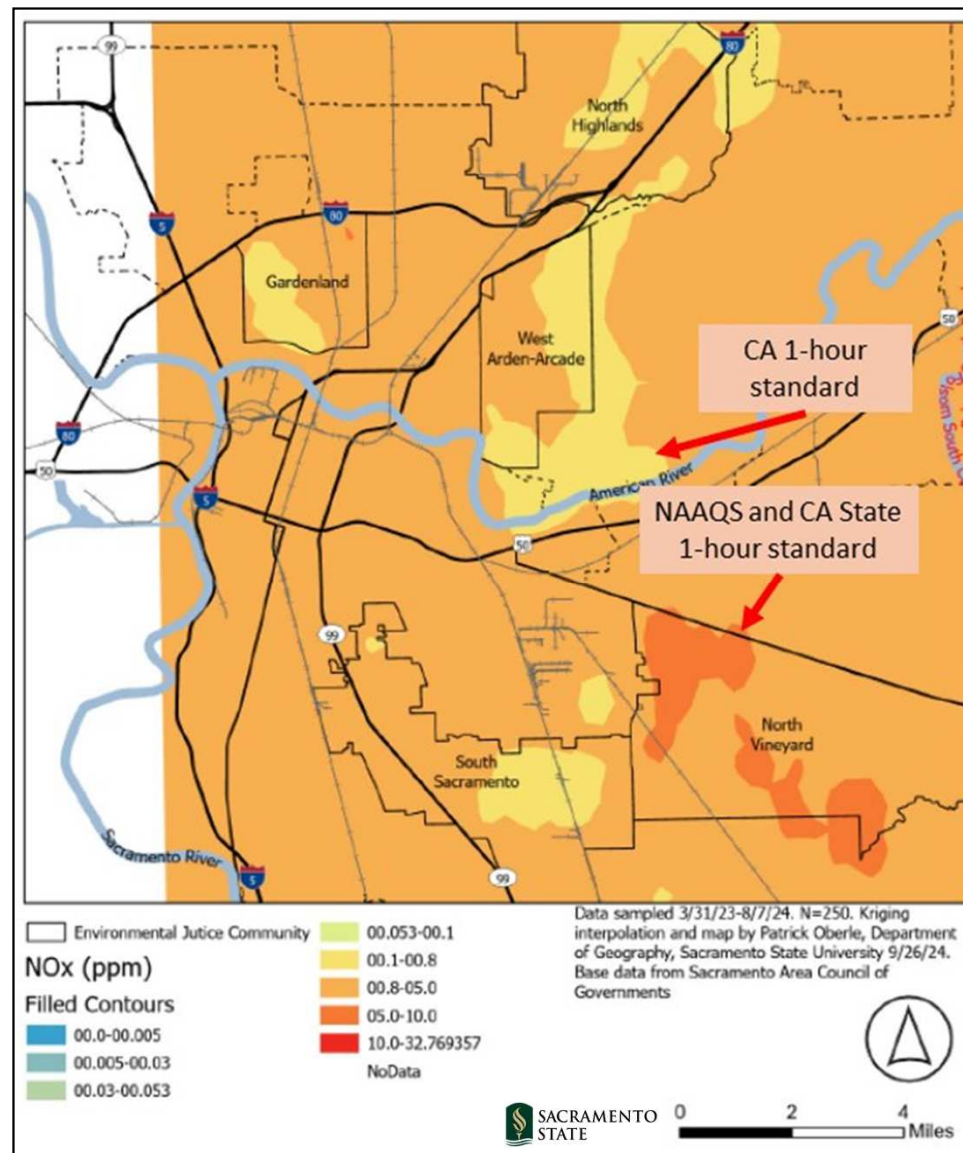 99
5
80
North
Highlands
80
5
Gardenland
West
Arden-Arcade
CA 1-hour
standard
50
80
50
5
American River
NAAQS and CA State
1-hour standard
50
99
North
Vineyard
South
Sacramento
Sacramento River
5
99
Environmental Jutice Community
NOx (ppm)
Filled Contours
00.0-00.005
00.005-00.03
00.03-00.053
00.053-00.1
00.1-00.8
00.8-05.0
05.0-10.0
10.0-32.769357
NoData
Data sampled 3/31/23-8/7/24. N=250. Kriging
interpolation and map by Patrick Oberle, Department
of Geography, Sacramento State University 9/26/24.
Base data from Sacramento Area Council of
Governments
SACRAMENTO
STATE
0 2 4
Miles